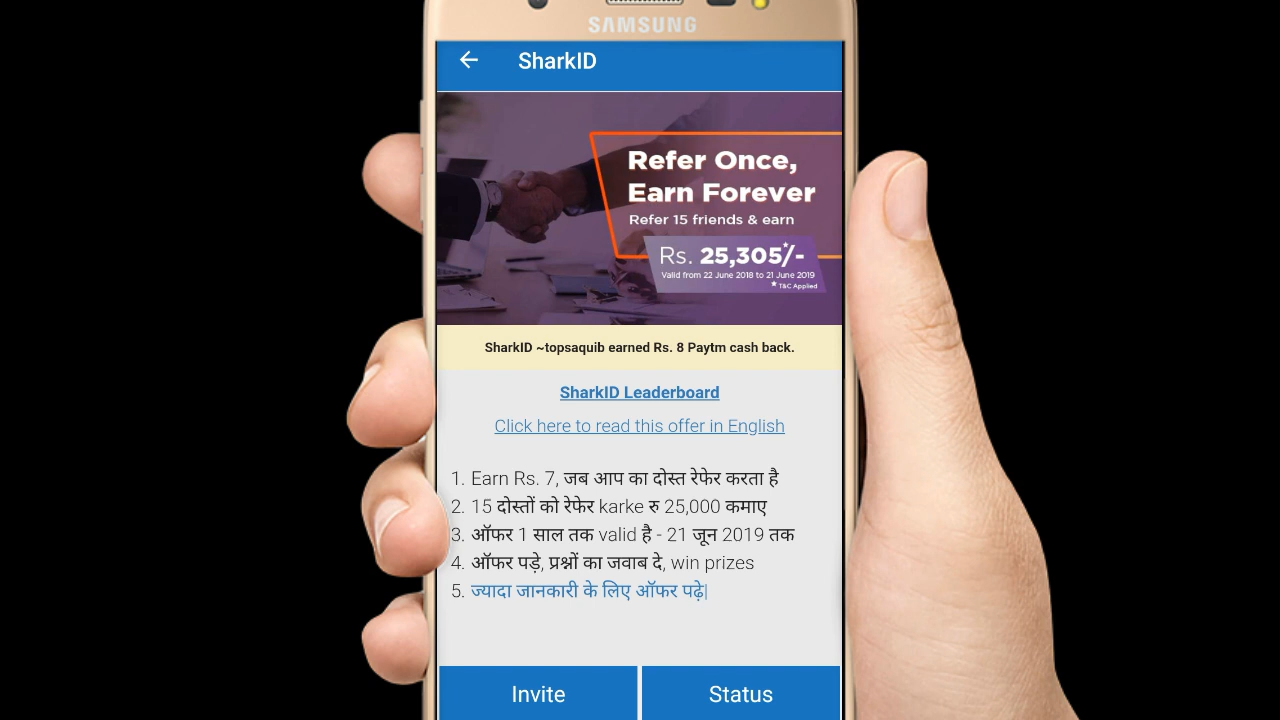 SAMSUNG
SharkID
Refer Once,
Earn Forever
Refer 15 friends & earn
Rs. 25,305*/-
Valid from 22 June 2018 to 21 June 2019
* T&C Applied
SharkID ~topsaquib earned Rs. 8 Paytm cash back.
SharkID Leaderboard
Click here to read this offer in English
1. Earn Rs. 7, जब आप का दोस्त रेफेर करता है
2. 15 दोस्तों को रेफेर karke रु 25,000 कमाए
3. ऑफर 1 साल तक valid है - 21 जून 2019 तक
4. ऑफर पड़े, प्रश्नों का जवाब दे, win prizes
5. ज्यादा जानकारी के लिए ऑफर पढ़े|
Invite Status